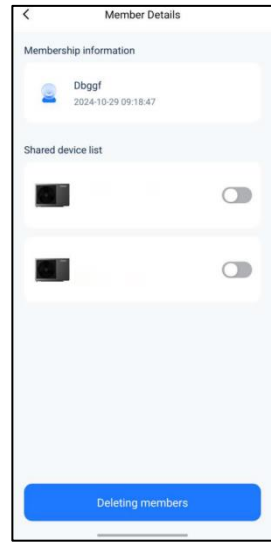 Member Details
Membership information
Dbggf
2024-10-29 09:18:47
Shared device list
Deleting members